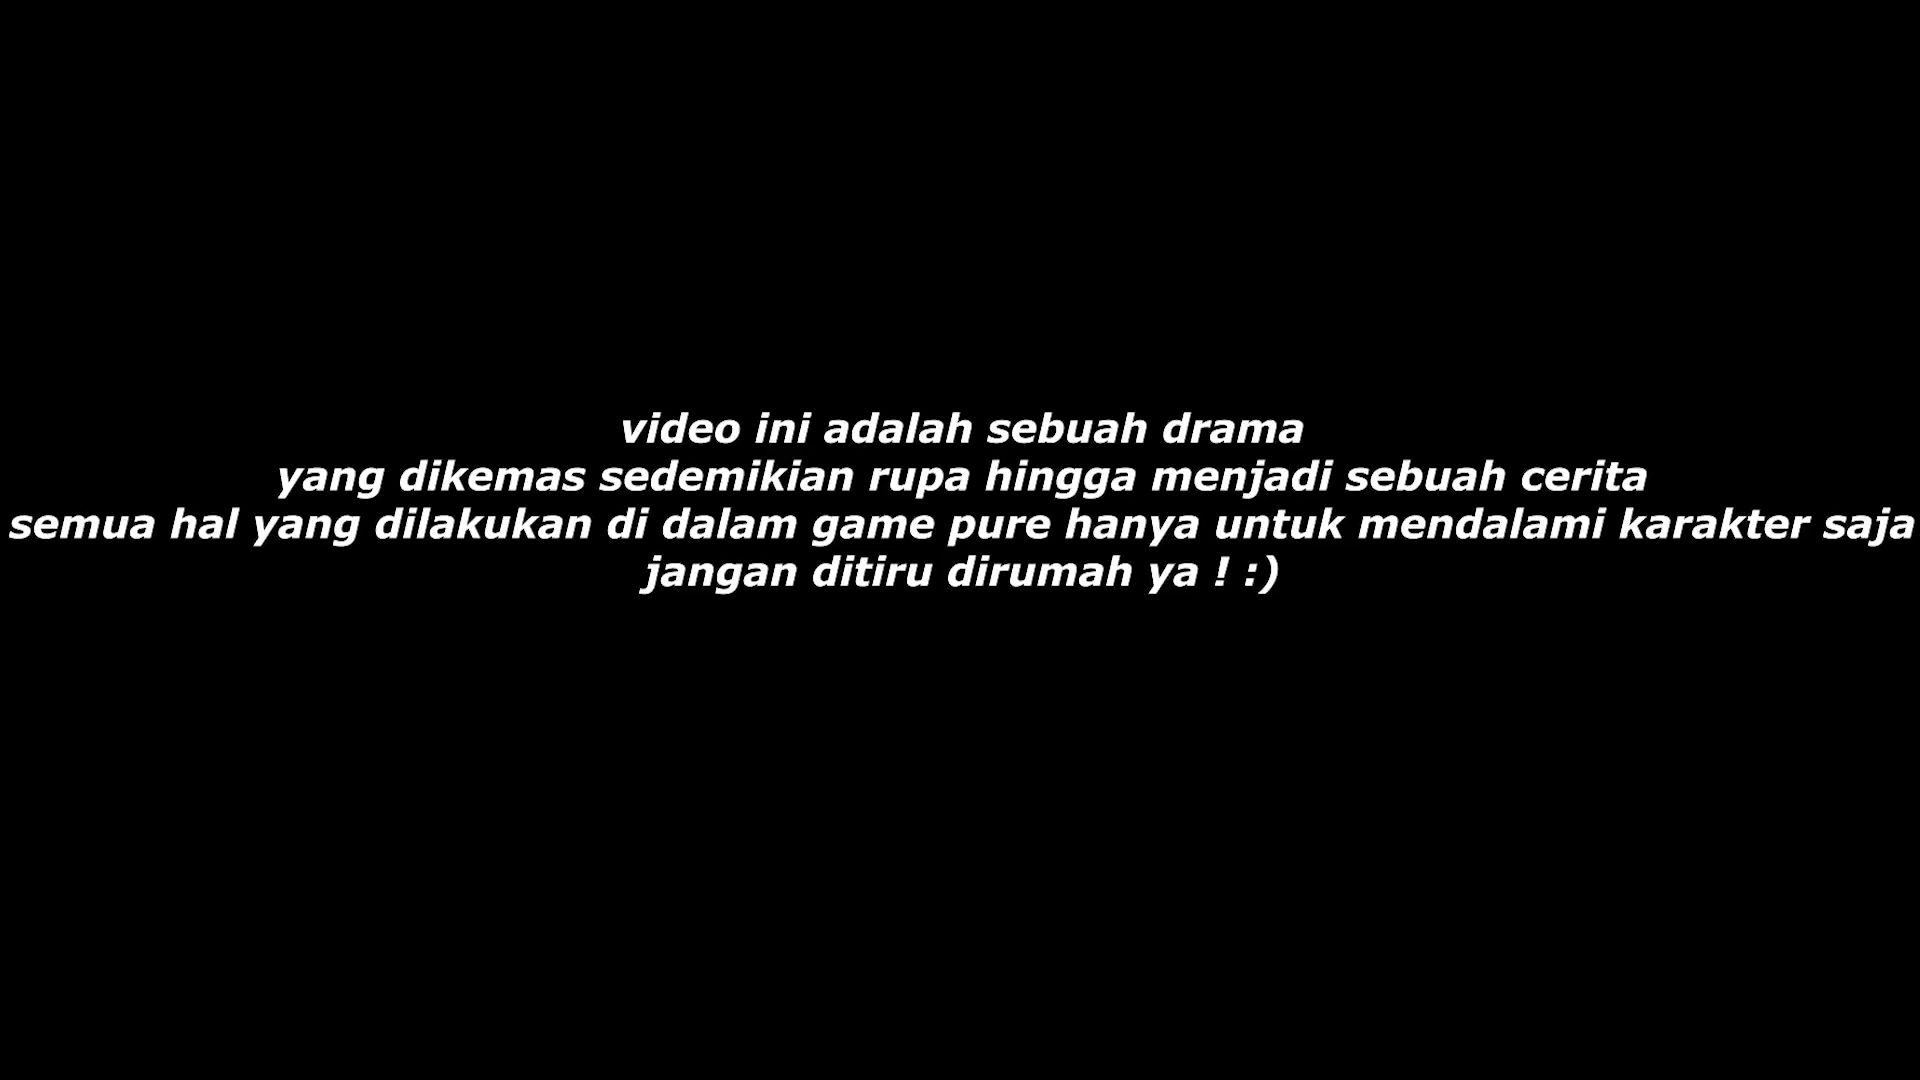 video ini adalah sebuah drama
yang dikemas sedemikian rupa hingga menjadi sebuah cerita
semua hal yang dilakukan di dalam game pure hanya untuk mendalami karakter saja
jangan ditiru dirumah ya ! :)